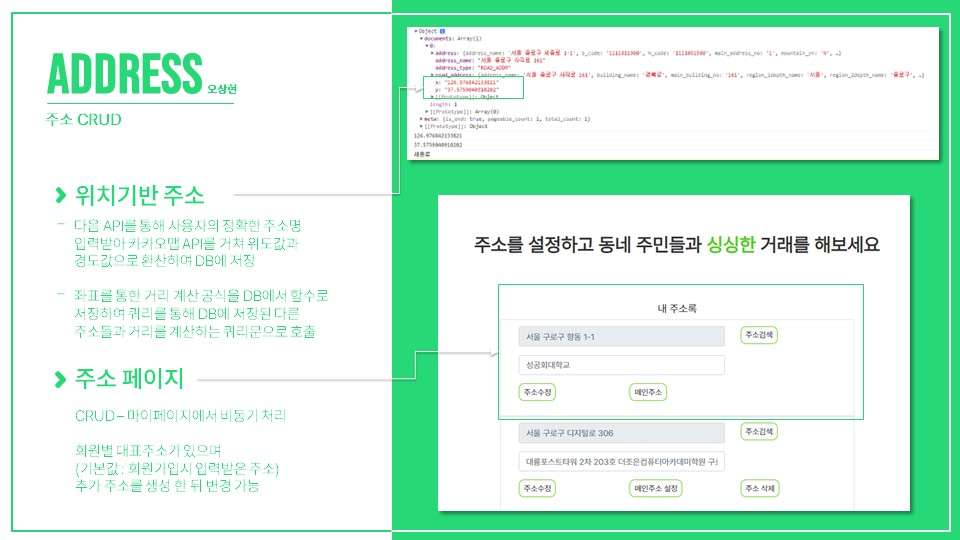 ADDRESS 오상현
주소 CRUD
위치기반 주소
– 다음 API를 통해 사용자의 정확한 주소명
입력받아 카카오맵 API를 거쳐 위도값과
경도값으로 환산하여 DB에 저장
– 좌표를 통한 거리 계산 공식을 DB에서 함수로
저장하여 쿼리를 통해 DB에 저장된 다른
주소들과 거리를 계산하는 쿼리문으로 호출
주소 페이지
CRUD – 마이페이지에서 비동기 처리
회원별 대표주소가 있으며
(기본값 : 회원가입시 입력받은 주소)
추가 주소를 생성 한 뒤 변경 가능
Object
documents: Array(1)
0:
address: {address_name: '서울 종로구 세종로 1-1', b_code: '1111011900', h_code: '1111051500', main_address_no: '1', mountain_yn: 'N', …}
address_name: "서울 종로구 사직로 161"
address_type: "ROAD_ADDR"
road_address: {address_name: '서울 종로구 사직로 161', building_name: '경복궁', main_building_no: '161', region_1depth_name: '서울', region_2depth_name: '종로구', …}
x: "126.976842133821"
y: "37.5759040910202"
[[Prototype]]: Object
length: 1
[[Prototype]]: Array(0)
meta: {is_end: true, pageable_count: 1, total_count: 1}
[[Prototype]]: Object
126.976842133821
37.5759040910202
세종로
주소를 설정하고 동네 주민들과 싱싱한 거래를 해보세요
내 주소록
서울 구로구 항동 1-1 주소검색
성공회대학교
주소수정 메인주소
서울 구로구 디지털로 306 주소검색
대륭포스트타워 2차 203호 더조은컴퓨터아카데미학원 구로
주소수정 메인주소 설정 주소 삭제